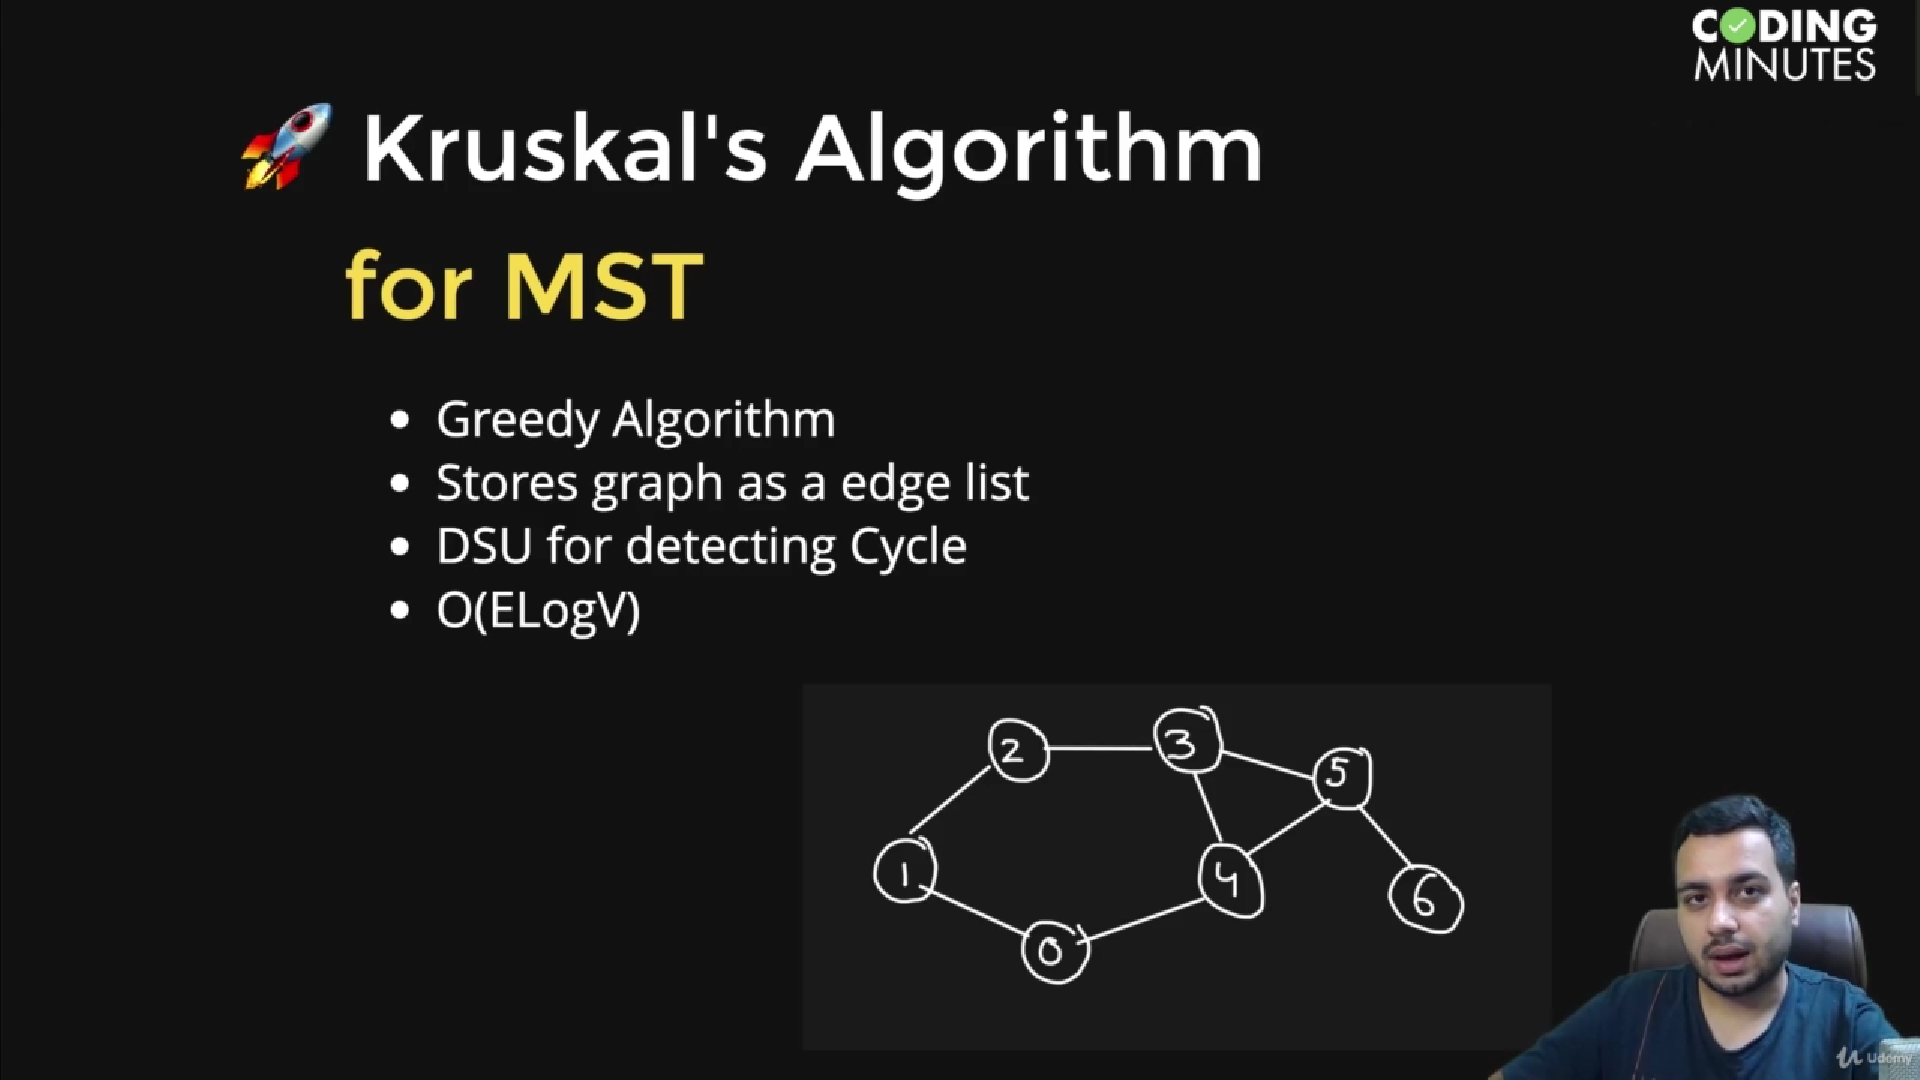 CODING
MINUTES
Kruskal's Algorithm
for MST
Greedy Algorithm
Stores graph as a edge list
DSU for detecting Cycle
O(ELogV)
2 3 5
1 4 6
0
Udemy